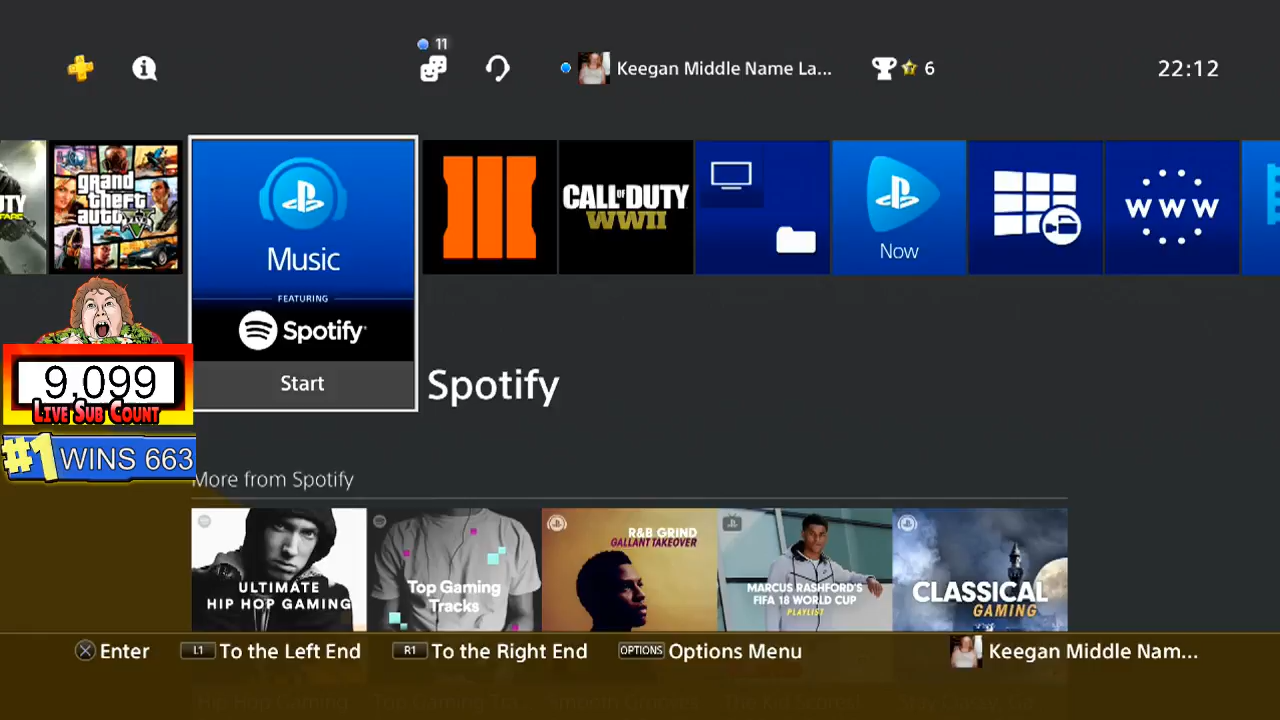 11
Keegan Middle Name La...
6
22:12
grand
theft
auto
V
Music
FEATURING
Spotify
Start
CALL OF DUTY
WWII
Now
WWW
Spotify
9,099
LIVE SUB COUNT
#1 WINS 663
More from Spotify
ULTIMATE
HIP HOP GAMING
Top Gaming
Tracks
R&B GRIND
GALLANT TAKEOVER
MARCUS RASHFORD'S
FIFA 18 WORLD CUP
PLAYLIST
CLASSICAL
GAMING
Enter
L1 To the Left End
R1 To the Right End
OPTIONS Options Menu
Keegan Middle Nam...